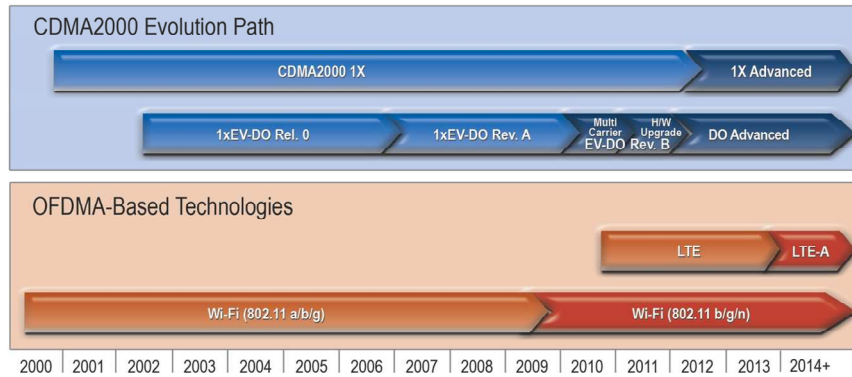 CDMA2000 Evolution Path
CDMA2000 1X
1X Advanced
1xEV-DO Rel. 0
1xEV-DO Rev. A
Multi
Carrier
H/W
Upgrade
EV-DO Rev. B
DO Advanced
OFDMA-Based Technologies
LTE
LTE-A
Wi-Fi (802.11 a/b/g)
Wi-Fi (802.11 b/g/n)
2000 2001 2002 2003 2004 2005 2006 2007 2008 2009 2010 2011 2012 2013 2014+